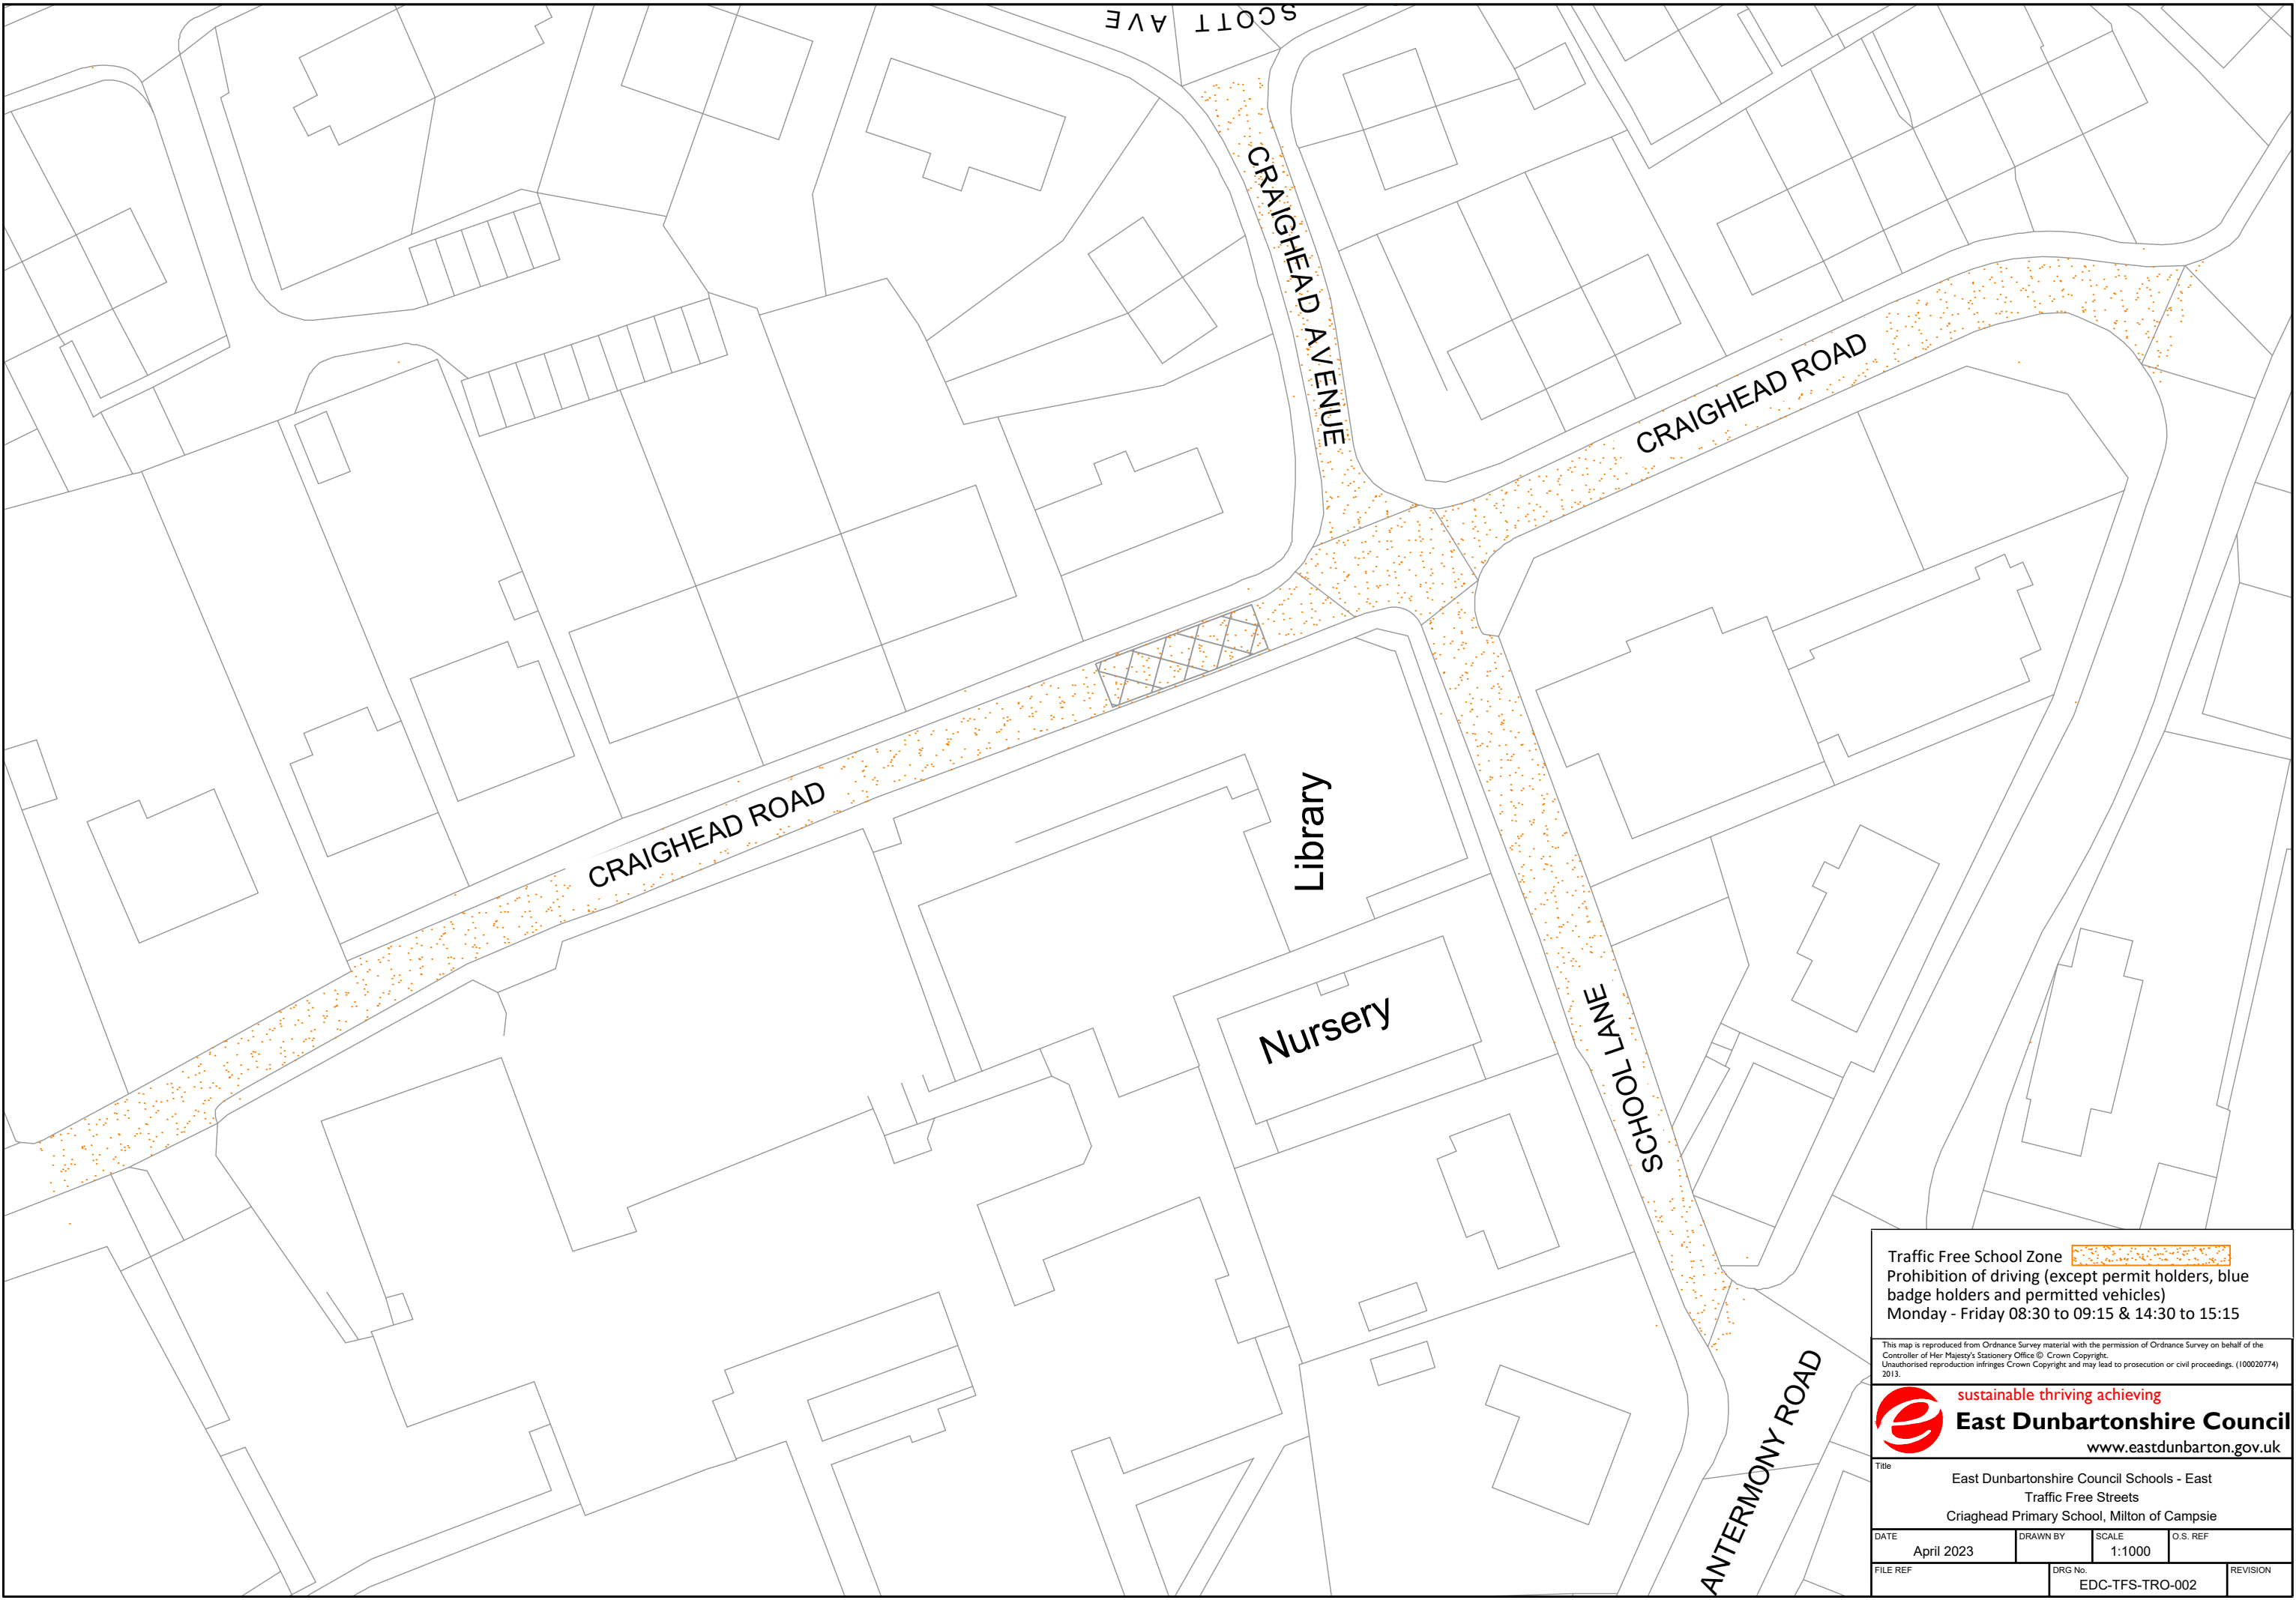 SCOTT AVE
CRAIGHEAD AVENUE
CRAIGHEAD ROAD
CRAIGHEAD ROAD
Library
Nursery
SCHOOL LANE
ANTERMONY ROAD
Traffic Free School Zone
Prohibition of driving (except permit holders, blue
badge holders and permitted vehicles)
Monday - Friday 08:30 to 09:15 & 14:30 to 15:15
This map is reproduced from Ordnance Survey material with the permission of Ordnance Survey on behalf of the
Controller of Her Majesty's Stationery Office © Crown Copyright.
Unauthorised reproduction infringes Crown Copyright and may lead to prosecution or civil proceedings. (100020774)
2013.
sustainable thriving achieving
East Dunbartonshire Council
www.eastdunbarton.gov.uk
Title
East Dunbartonshire Council Schools - East
Traffic Free Streets
Criaghead Primary School, Milton of Campsie
DATE
April 2023
DRAWN BY
SCALE
1:1000
O.S. REF
FILE REF
DRG No.
EDC-TFS-TRO-002
REVISION